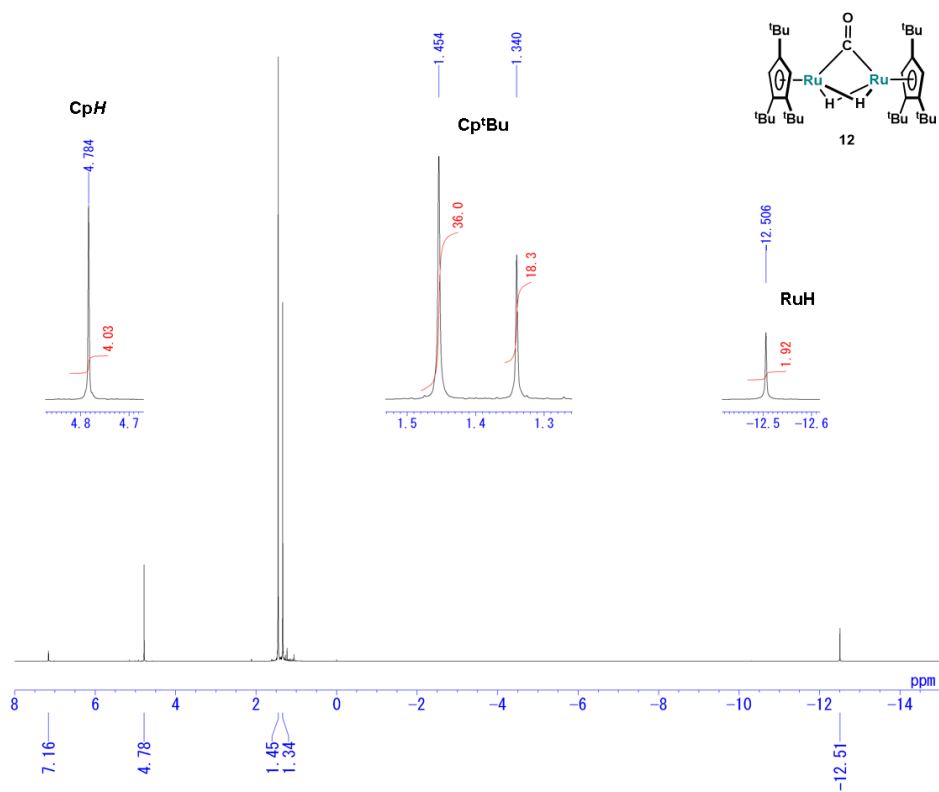 O
C
ᵗBu
ᵗBu
Ru
Ru
H
H
ᵗBu
ᵗBu
ᵗBu
ᵗBu
12
CpH
4.784
4.03
4.8
4.7
1.454
1.340
CpᵗBu
36.0
18.3
1.5
1.4
1.3
-12.506
RuH
1.92
-12.5
-12.6
ppm
8
6
4
2
0
-2
-4
-6
-8
-10
-12
-14
7.16
4.78
1.45
1.34
-12.51